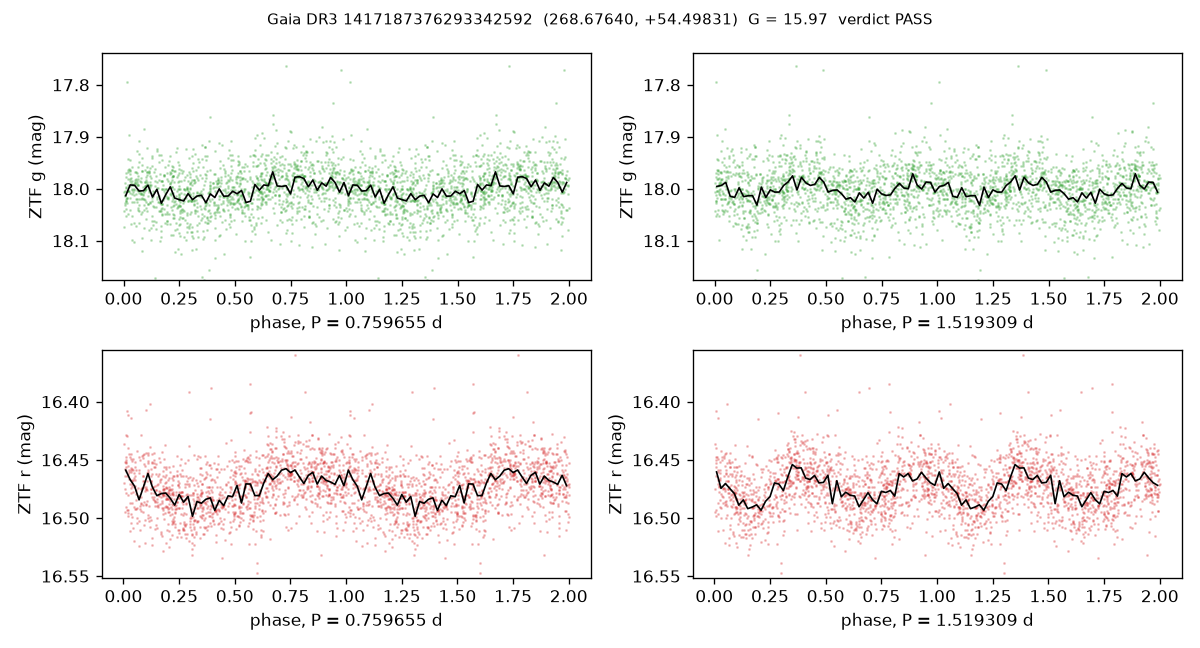 Gaia DR3 1417187376293342592 (268.67640, +54.49831) G = 15.97 verdict PASS
ZTF g (mag)
17.8
17.9
18.0
18.1
0.00 0.25 0.50 0.75 1.00 1.25 1.50 1.75 2.00
phase, P = 0.759655 d
ZTF g (mag)
17.8
17.9
18.0
18.1
0.00 0.25 0.50 0.75 1.00 1.25 1.50 1.75 2.00
phase, P = 1.519309 d
ZTF r (mag)
16.40
16.45
16.50
16.55
0.00 0.25 0.50 0.75 1.00 1.25 1.50 1.75 2.00
phase, P = 0.759655 d
ZTF r (mag)
16.40
16.45
16.50
16.55
0.00 0.25 0.50 0.75 1.00 1.25 1.50 1.75 2.00
phase, P = 1.519309 d